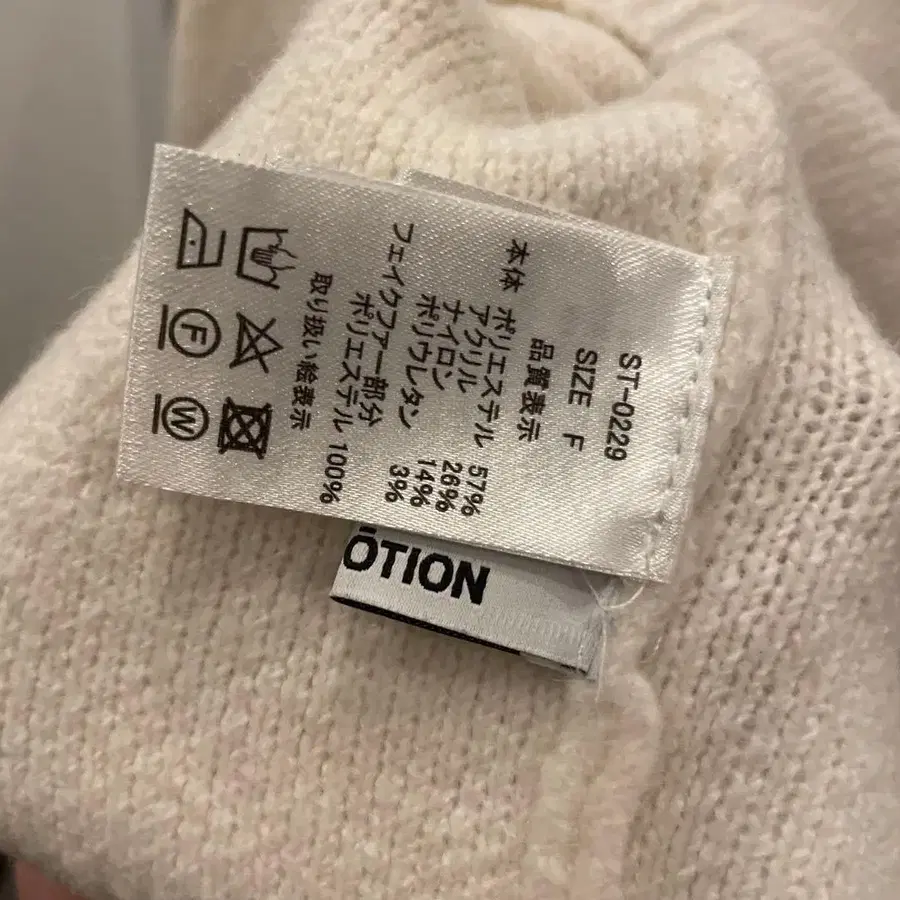 ST-0229
SIZE F
品質表示
本体 ポリエステル 57%
アクリル 26%
ナイロン 14%
ポリウレタン 3%
フェイクファー部分
ポリエステル 100%
取り扱い絵表示
F
W
ŌTION